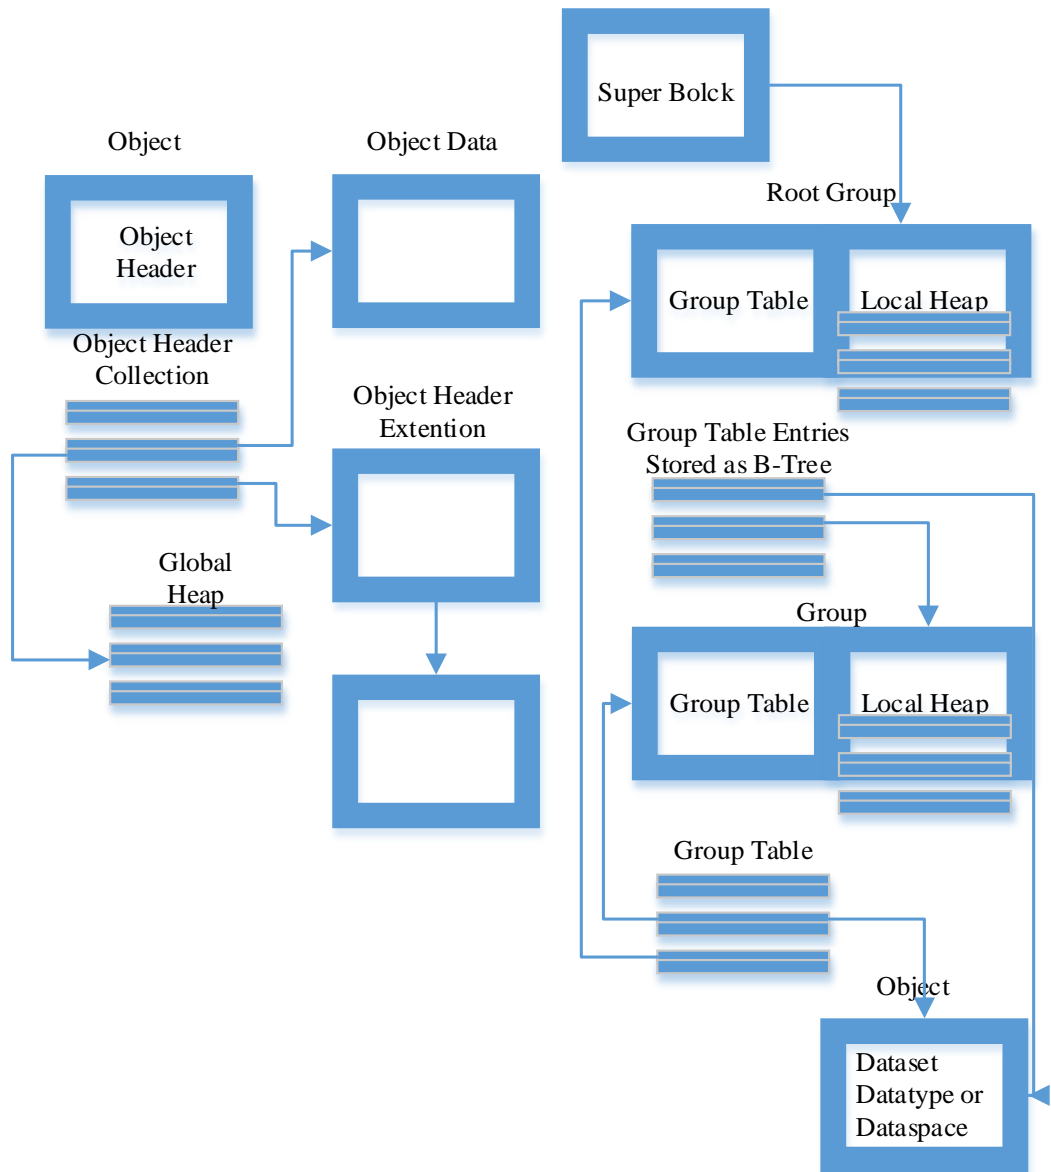 Super Bolck
Object
Object Data
Root Group
Object
Header
Group Table
Local Heap
Object Header
Collection
Object Header
Extention
Group Table Entries
Stored as B-Tree
Global
Heap
Group
Group Table
Local Heap
Group Table
Object
Dataset
Datatype or
Dataspace